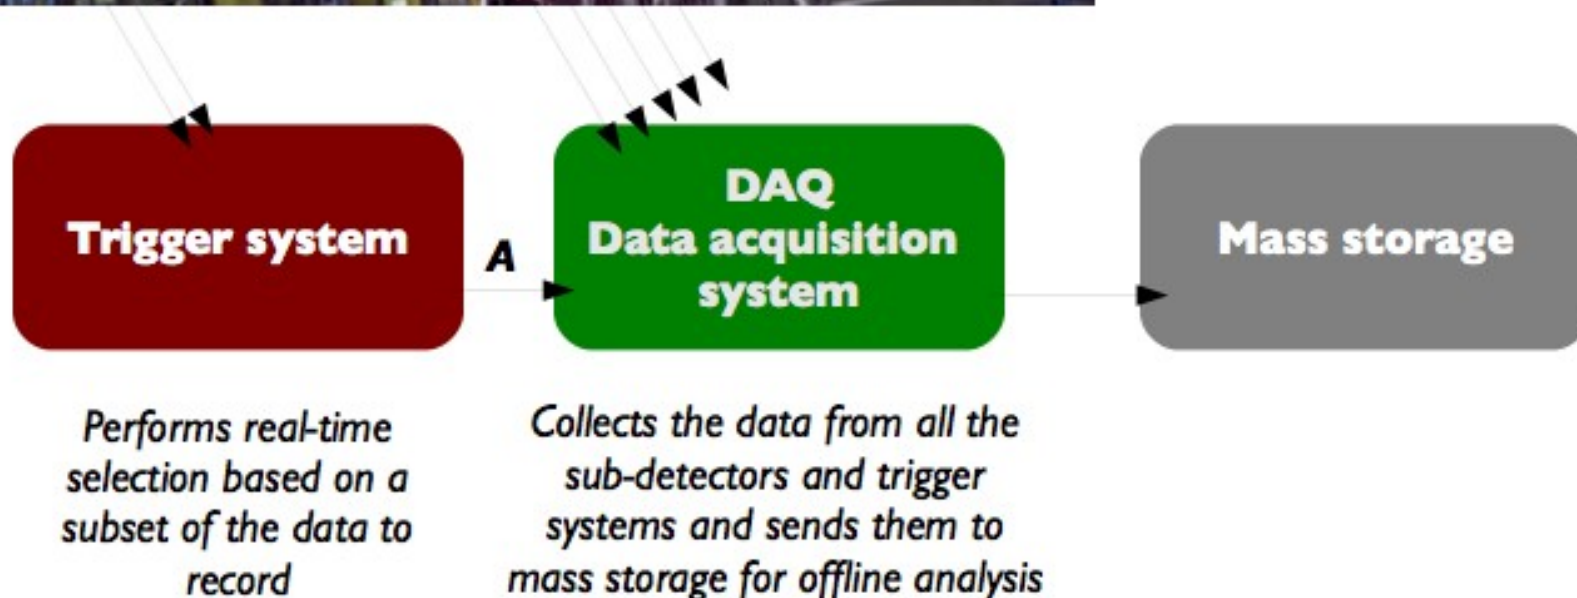 Trigger system
A
DAQ
Data acquisition
system
Mass storage
Performs real-time
selection based on a
subset of the data to
record
Collects the data from all the
sub-detectors and trigger
systems and sends them to
mass storage for offline analysis